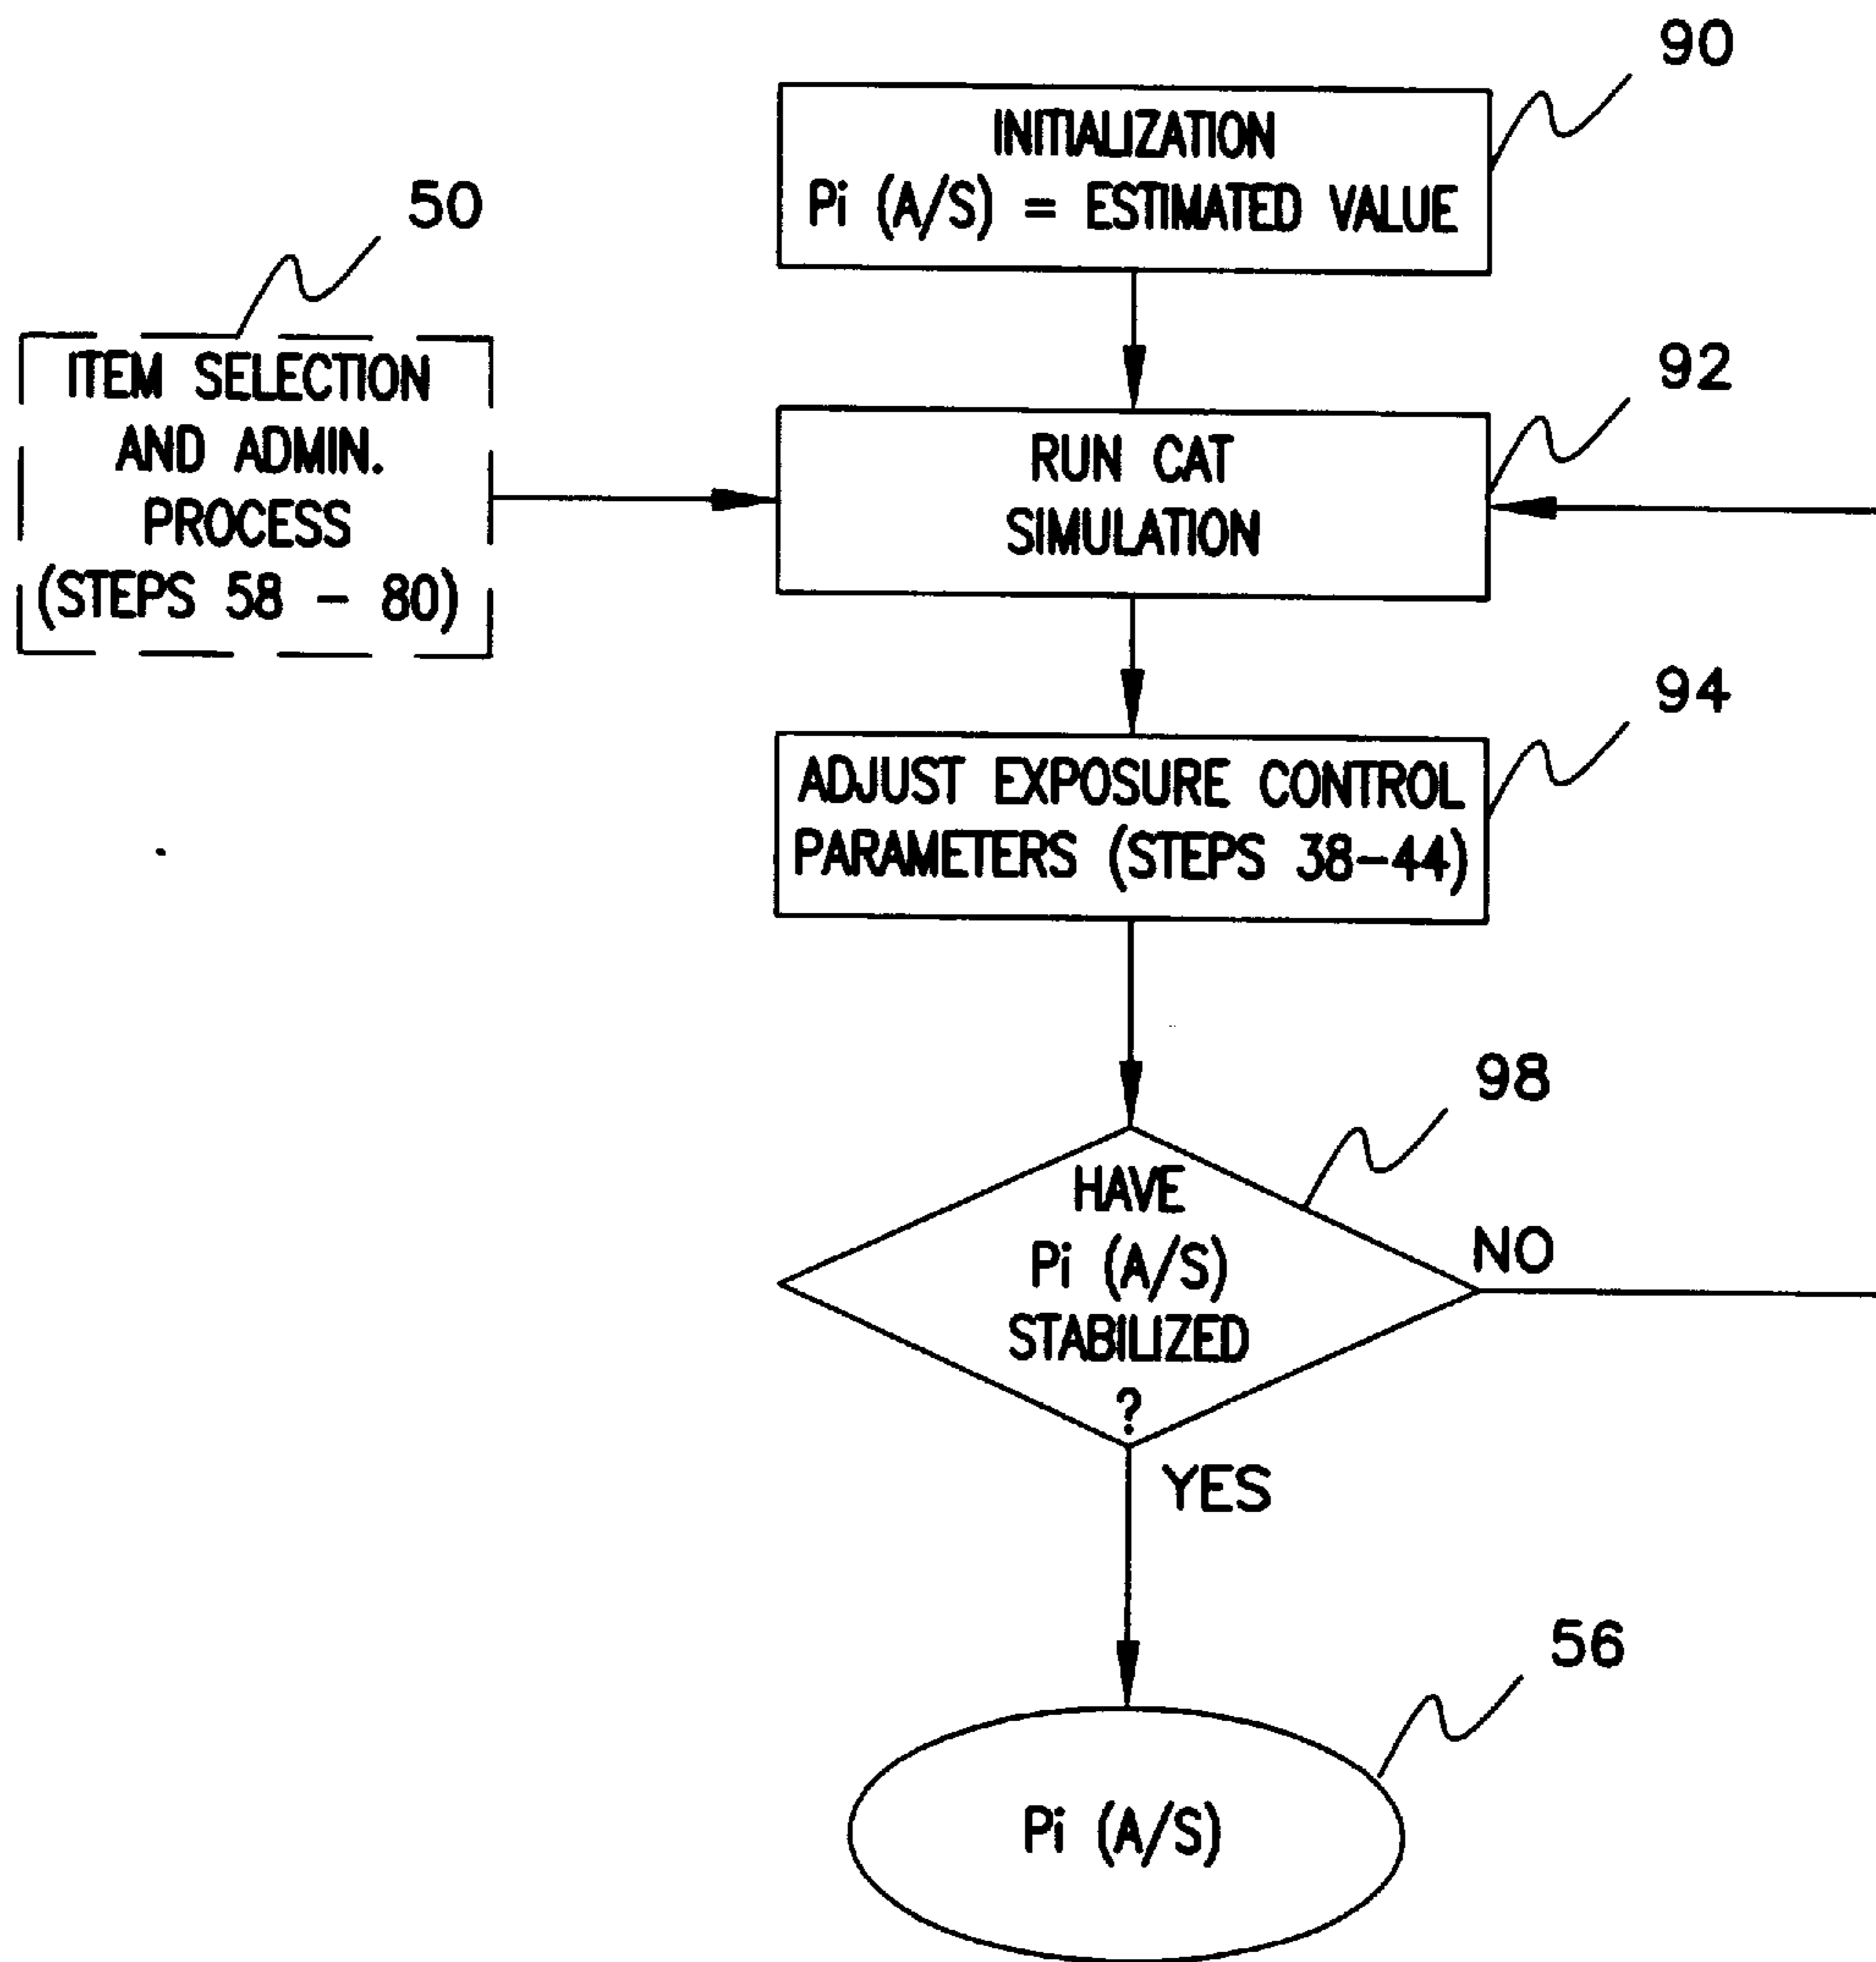 90
INITIALIZATION
Pi (A/S) = ESTIMATED VALUE
50
ITEM SELECTION
AND ADMIN.
PROCESS
(STEPS 58 - 80)
92
RUN CAT
SIMULATION
94
ADJUST EXPOSURE CONTROL
PARAMETERS (STEPS 38-44)
98
HAVE
Pi (A/S)
STABILIZED
?
NO
YES
56
Pi (A/S)